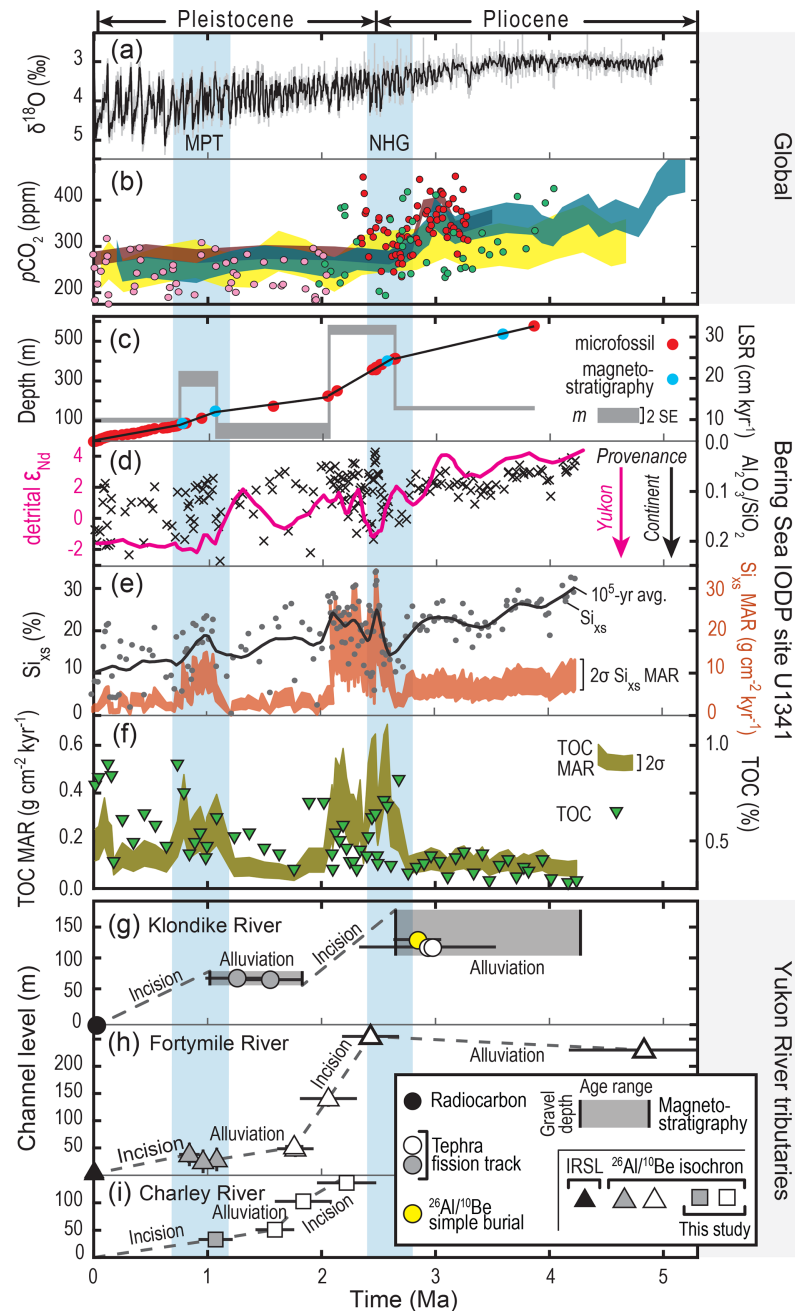 Pleistocene
Pliocene
(a)
δ18O (‰)
3
4
5
MPT
NHG
Global
(b)
pCO2 (ppm)
400
300
200
(c)
Depth (m)
500
300
100
microfossil
magneto-
stratigraphy
m
2 SE
LSR (cm kyr-1)
30
20
10
0.0
Bering Sea IODP site U1341
(d)
detrital εNd
4
2
0
-2
Provenance
Yukon
Continent
Al2O3/SiO2
0.1
0.2
(e)
Sixs (%)
30
20
10
0
105-yr avg.
Sixs
2σ Sixs MAR
Sixs MAR (g cm-2 kyr-1)
30
20
10
0
(f)
TOC MAR (g cm-2 kyr-1)
0.6
0.4
0.2
0.0
TOC
MAR
2σ
TOC
TOC (%)
1.0
0.5
(g) Klondike River
Channel level (m)
150
100
50
0
Incision
Alluviation
Incision
Alluviation
Yukon River tributaries
(h) Fortymile River
200
150
100
50
Incision
Alluviation
Incision
Alluviation
(i) Charley River
100
50
0
Incision
Alluviation
Incision
Radiocarbon
Tephra
fission track
26Al/10Be
simple burial
Age range
Gravel
depth
Magneto-
stratigraphy
IRSL
26Al/10Be isochron
This study
0
1
2
3
4
5
Time (Ma)